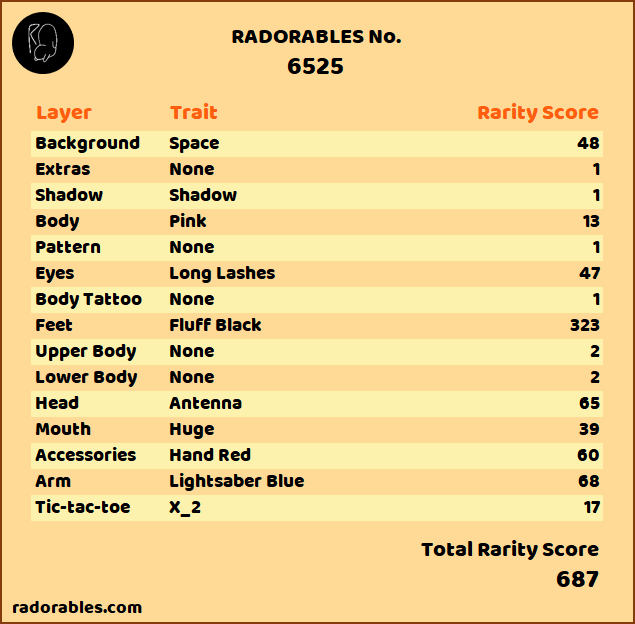 RADORABLES No.
6525
Layer Trait Rarity Score
Background Space 48
Extras None 1
Shadow Shadow 1
Body Pink 13
Pattern None 1
Eyes Long Lashes 47
Body Tattoo None 1
Feet Fluff Black 323
Upper Body None 2
Lower Body None 2
Head Antenna 65
Mouth Huge 39
Accessories Hand Red 60
Arm Lightsaber Blue 68
Tic-tac-toe X_2 17
Total Rarity Score
687
radorables.com